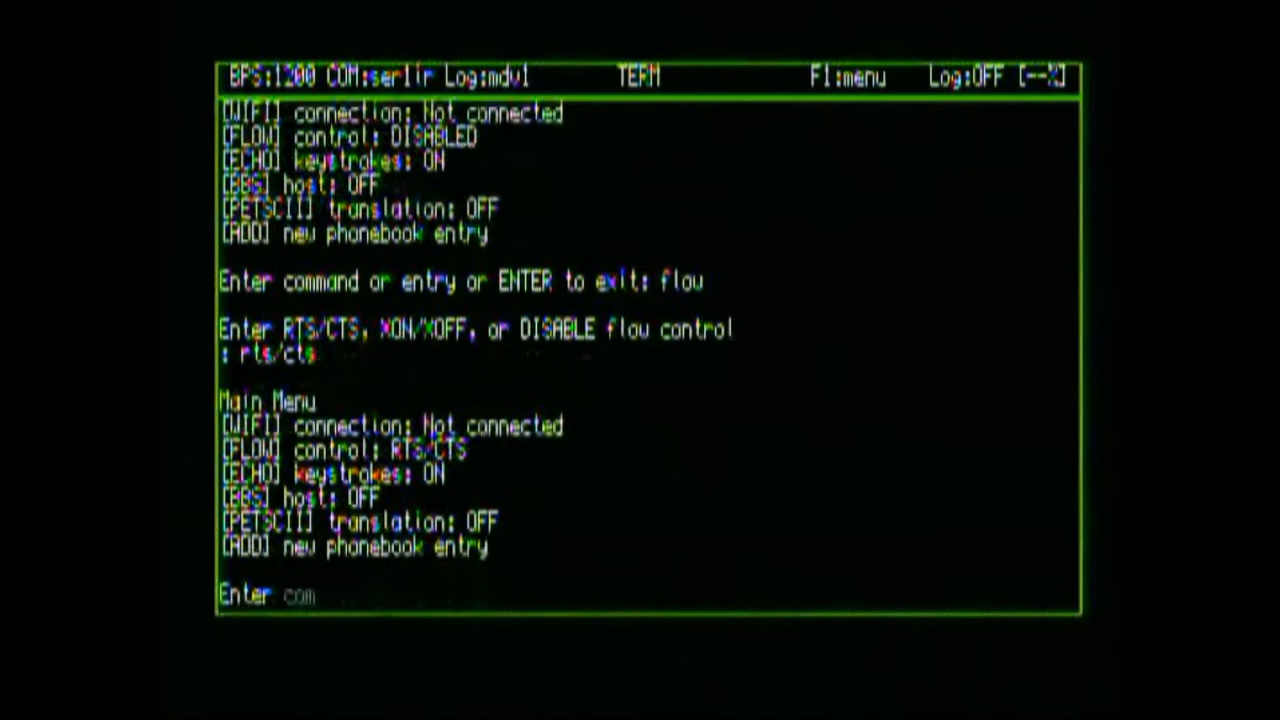 BPS:1200 COM:ser1ir Log:mdv1 TERM F1:menu Log:OFF [--%]
[WIFI] connection: Not connected
[FLOW] control: DISABLED
[ECHO] keystrokes: ON
[BBS] host: OFF
[PETSCII] translation: OFF
[ADD] new phonebook entry
Enter command or entry or ENTER to exit: flow
Enter RTS/CTS, XON/XOFF, or DISABLE flow control
: rts/cts
Main Menu
[WIFI] connection: Not connected
[FLOW] control: RTS/CTS
[ECHO] keystrokes: ON
[BBS] host: OFF
[PETSCII] translation: OFF
[ADD] new phonebook entry
Enter com